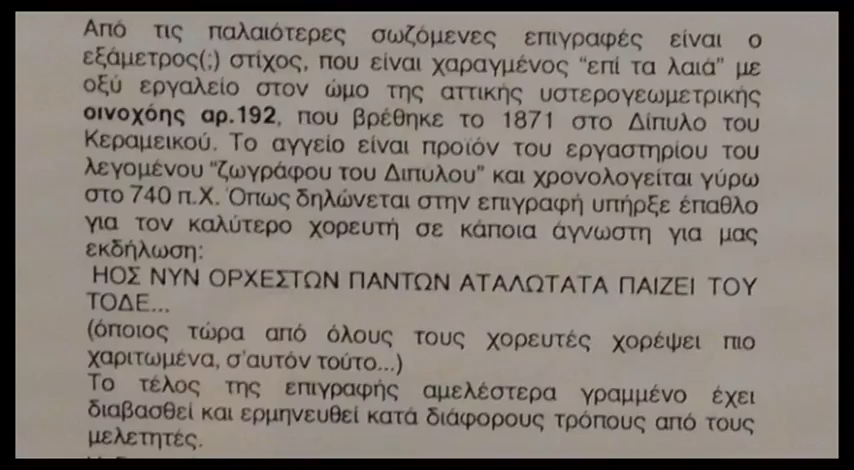 Από τις παλαιότερες σωζόμενες επιγραφές είναι ο
εξάμετρος(;) στίχος, που είναι χαραγμένος “επί τα λαιά” με
οξύ εργαλείο στον ώμο της αττικής υστερογεωμετρικής
οινοχόης αρ.192, που βρέθηκε το 1871 στο Δίπυλο του
Κεραμεικού. Το αγγείο είναι προϊόν του εργαστηρίου του
λεγομένου “ζωγράφου του Διπύλου” και χρονολογείται γύρω
στο 740 π.Χ. Όπως δηλώνεται στην επιγραφή υπήρξε έπαθλο
για τον καλύτερο χορευτή σε κάποια άγνωστη για μας
εκδήλωση:
ΗΟΣ ΝΥΝ ΟΡΧΕΣΤΩΝ ΠΑΝΤΩΝ ΑΤΑΛΩΤΑΤΑ ΠΑΙΖΕΙ ΤΟΥ
ΤΟΔΕ...
(όποιος τώρα από όλους τους χορευτές χορέψει πιο
χαριτωμένα, σ'αυτόν τούτο...)
Το τέλος της επιγραφής αμελέστερα γραμμένο έχει
διαβασθεί και ερμηνευθεί κατά διάφορους τρόπους από τους
μελετητές.